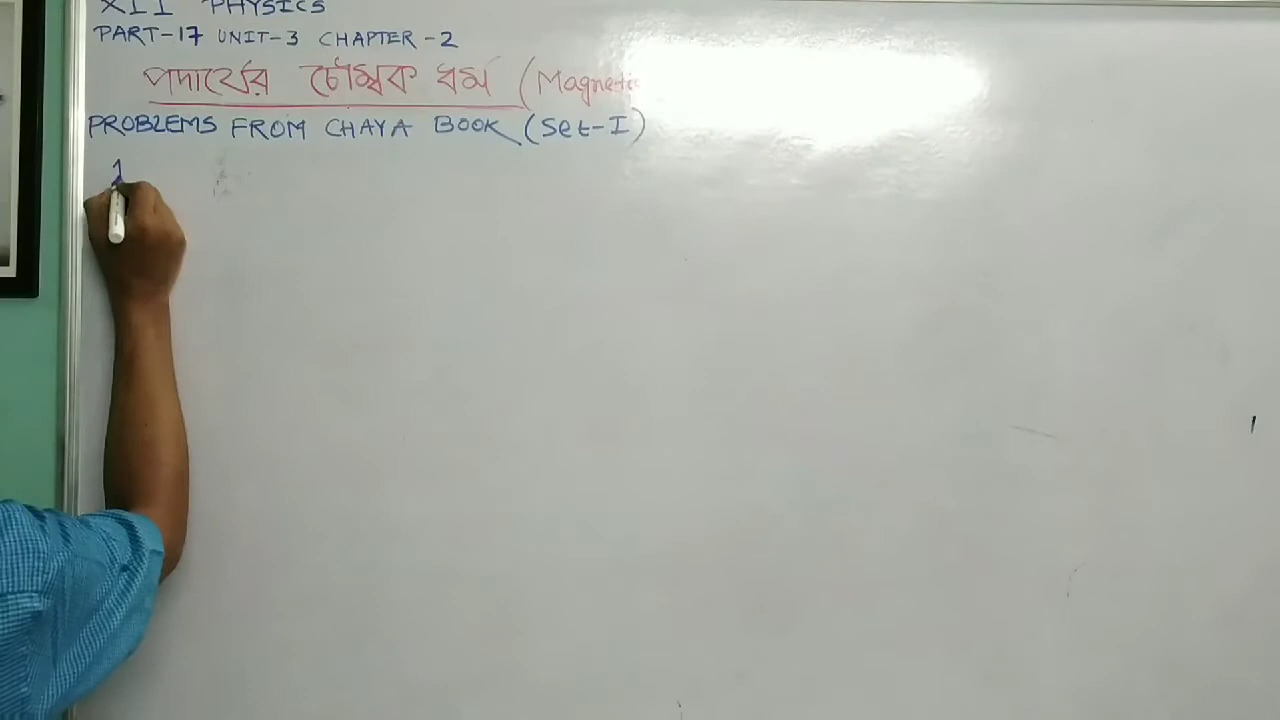 XII PHYSICS
PART-17 UNIT-3 CHAPTER-2
পদার্থের চৌম্বক ধর্ম (Magnetic
PROBLEMS FROM CHAYA BOOK (Set-I)
1